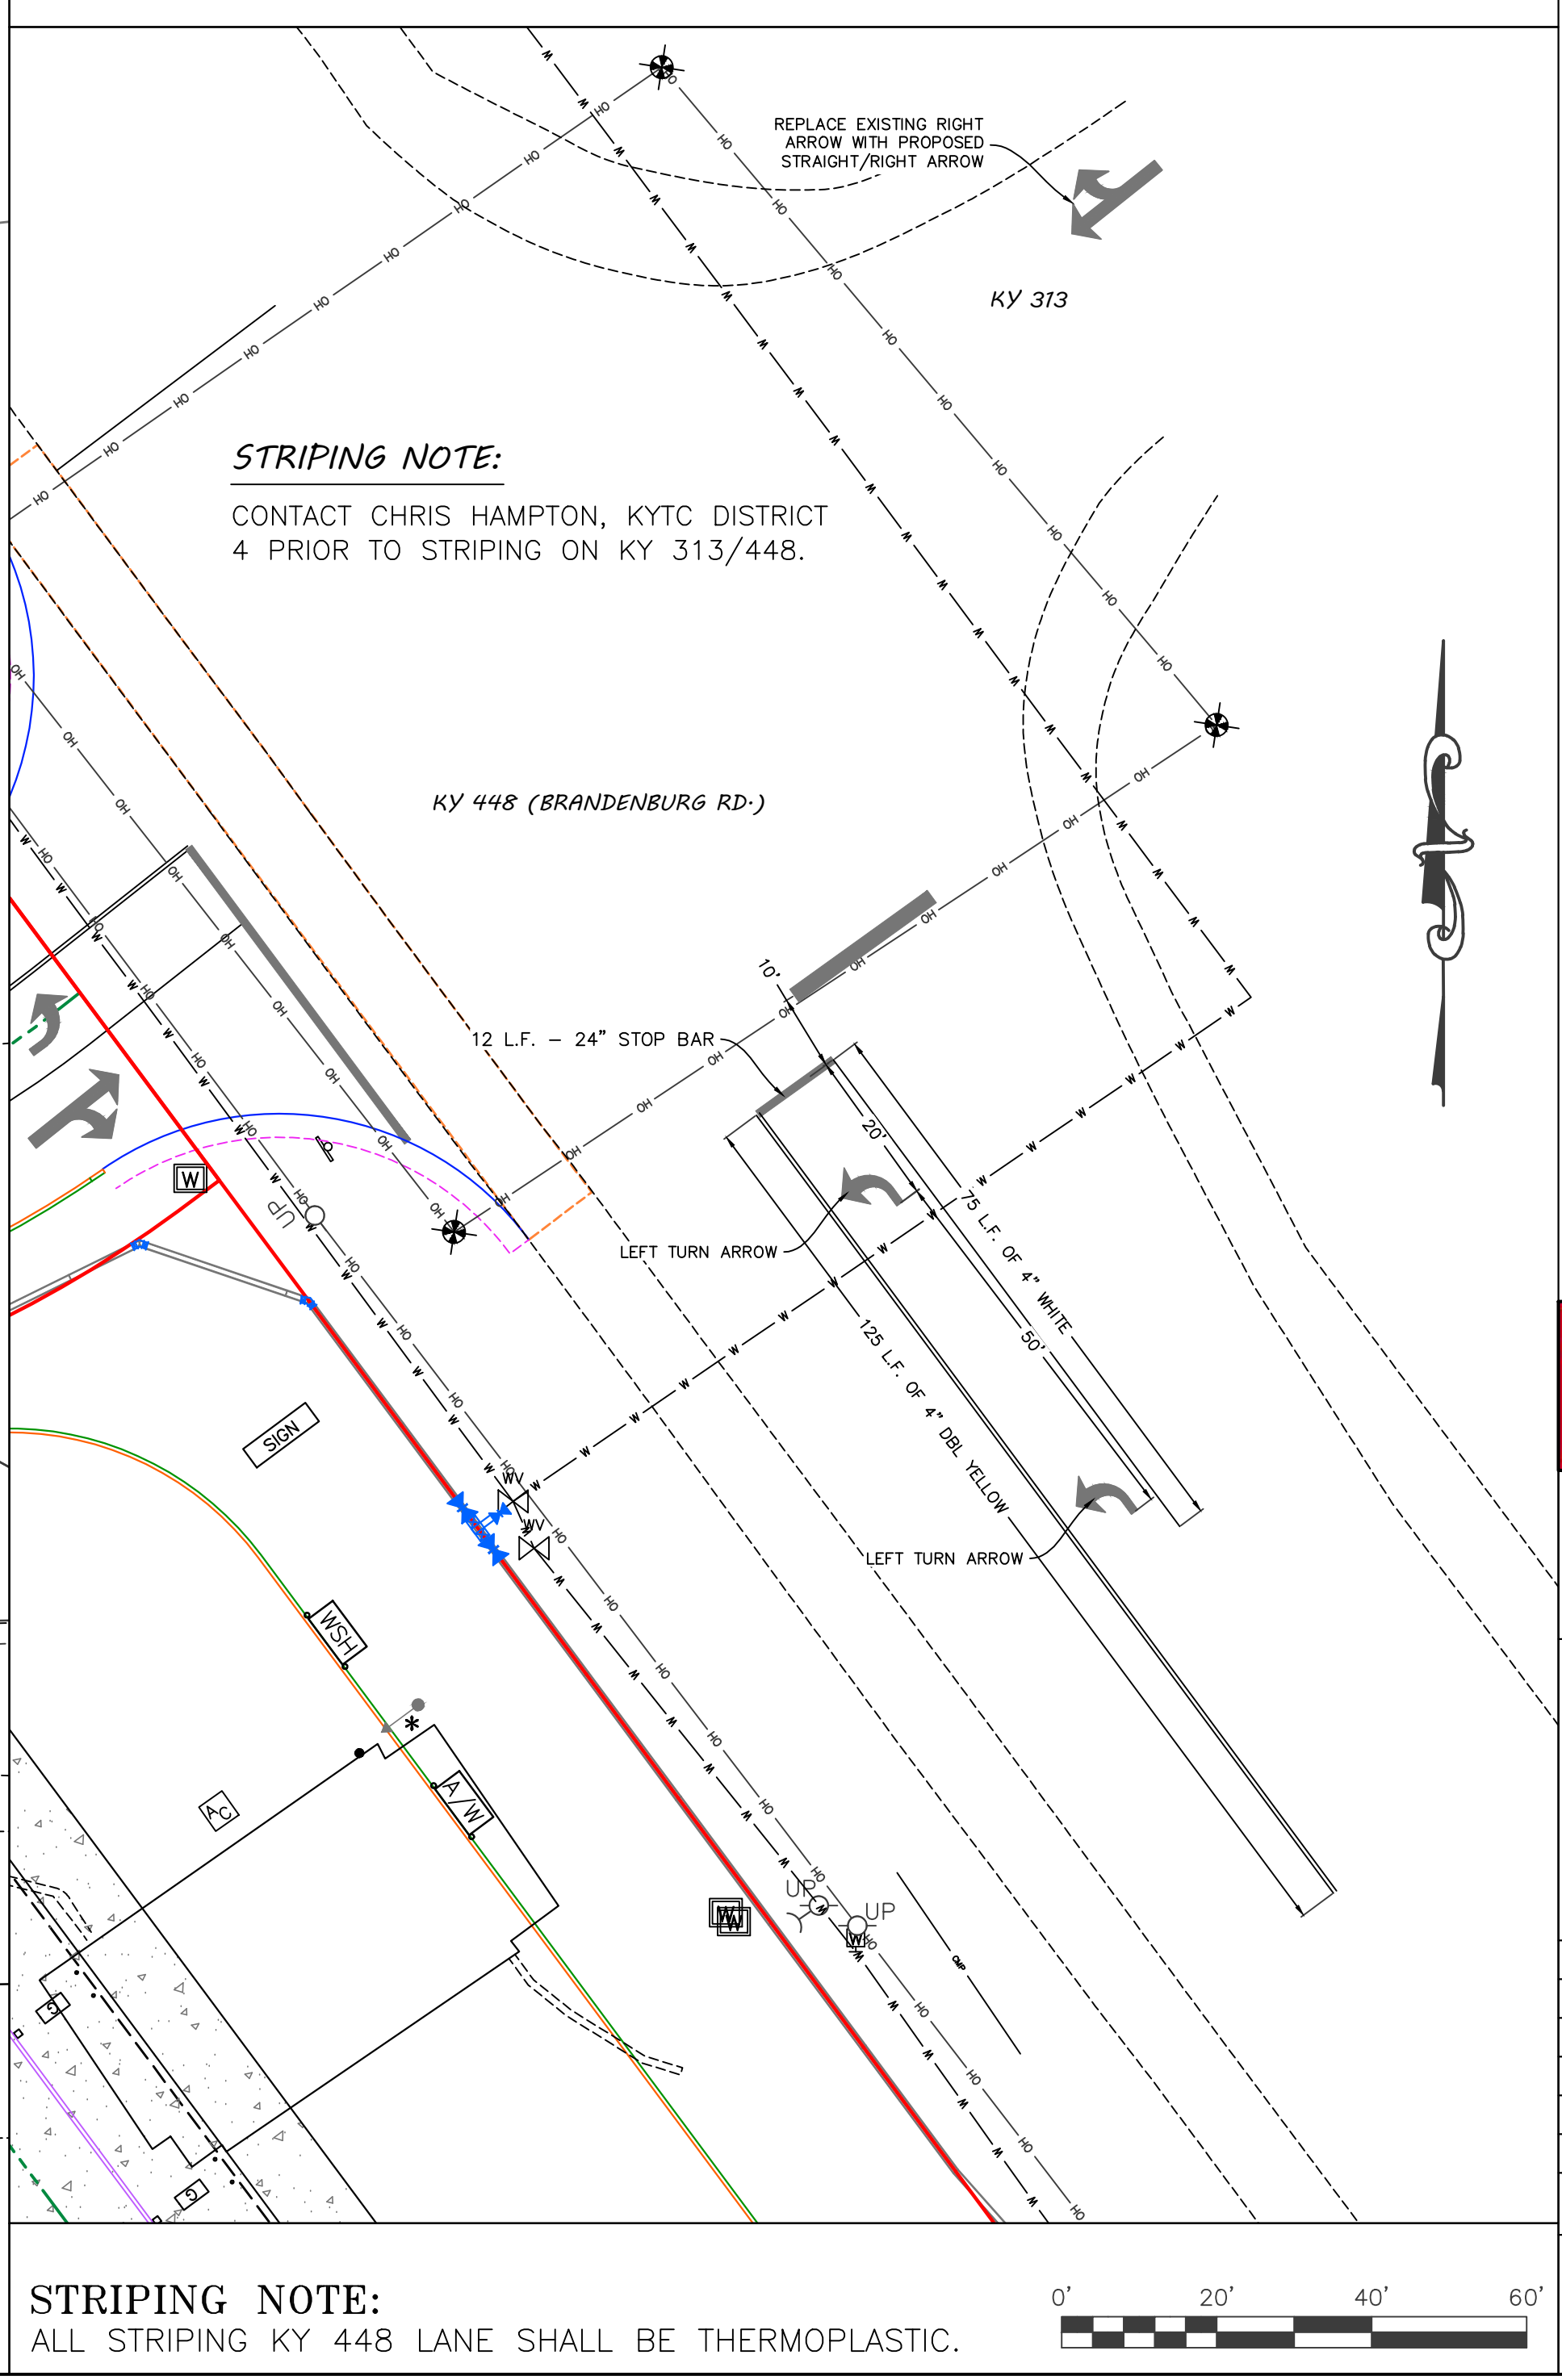 REPLACE EXISTING RIGHT
ARROW WITH PROPOSED
STRAIGHT/RIGHT ARROW
KY 313
STRIPING NOTE:
CONTACT CHRIS HAMPTON, KYTC DISTRICT
4 PRIOR TO STRIPING ON KY 313/448.
KY 448 (BRANDENBURG RD.)
10'
12 L.F. – 24" STOP BAR
20'
LEFT TURN ARROW
75 L.F. OF 4" WHITE
50'
125 L.F. OF 4" DBL YELLOW
LEFT TURN ARROW
W
UP
SIGN
WV
WV
WSH
A/W
AC
W
W
UP
UP
W
CMP
G
G
OH
W
STRIPING NOTE:
ALL STRIPING KY 448 LANE SHALL BE THERMOPLASTIC.
0' 20' 40' 60'